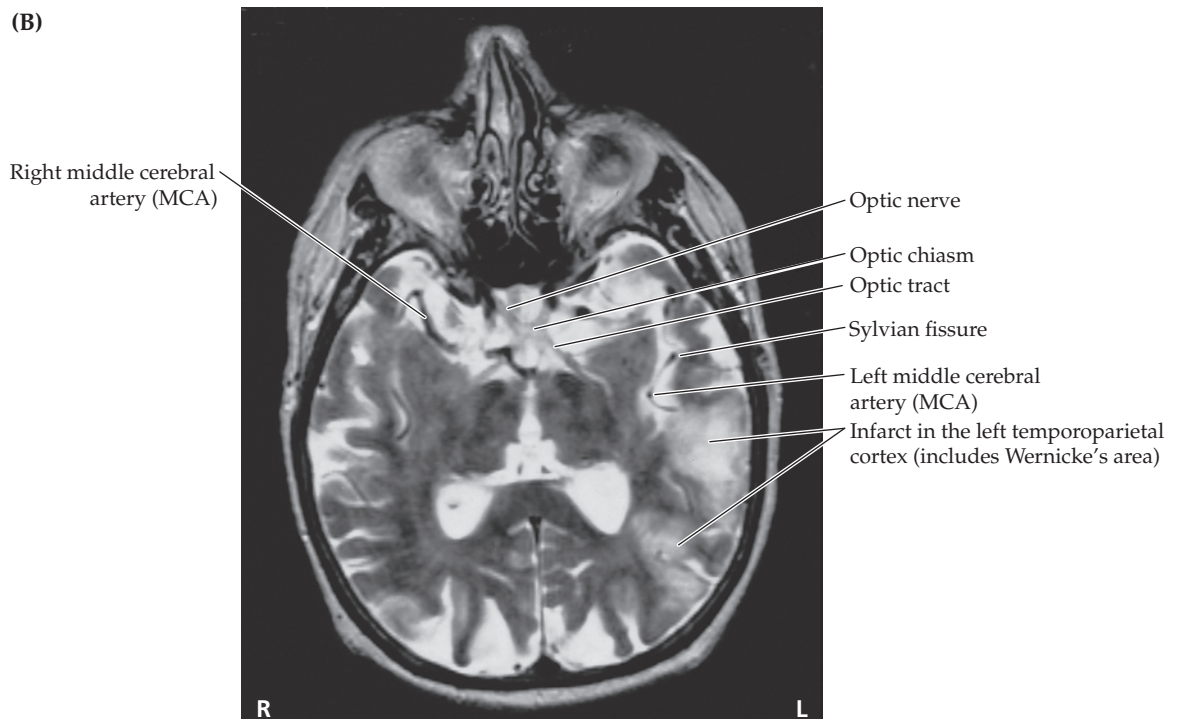 (B)
Right middle cerebral
artery (MCA)
Optic nerve
Optic chiasm
Optic tract
Sylvian fissure
Left middle cerebral
artery (MCA)
Infarct in the left temporoparietal
cortex (includes Wernicke’s area)
R
L